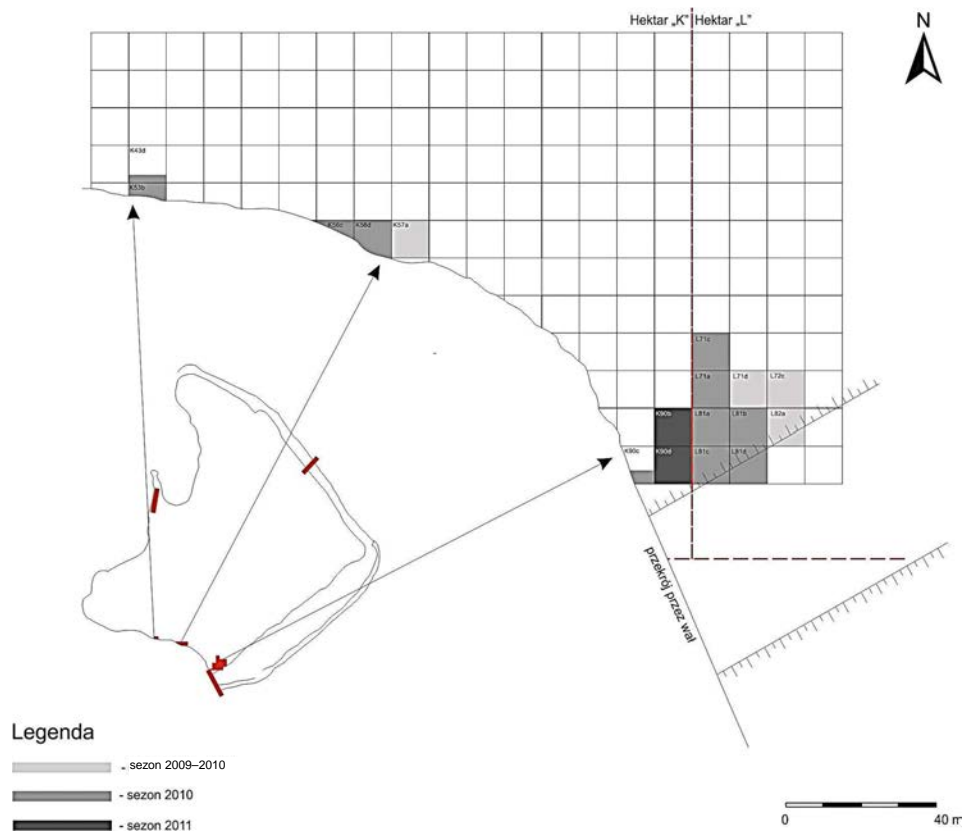 Hektar „K” Hektar „L”
N
K43d
K53b
K56c K56d K57a
L71c
L71a L71d L72c
K90b L81a L81b L82a
K90c K90d L81c L81d
przekrój przez wał
Legenda
- sezon 2009–2010
- sezon 2010
- sezon 2011
0 40 m